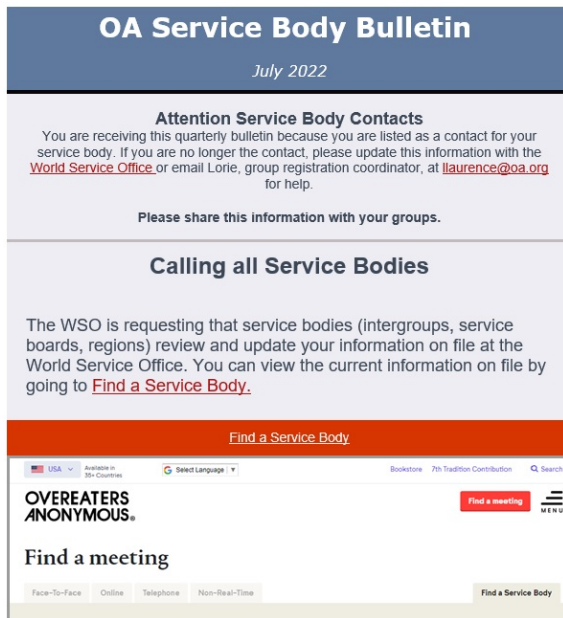 OA Service Body Bulletin
July 2022
Attention Service Body Contacts
You are receiving this quarterly bulletin because you are listed as a contact for your
service body. If you are no longer the contact, please update this information with the
World Service Office or email Lorie, group registration coordinator, at llaurence@oa.org
for help.
Please share this information with your groups.
Calling all Service Bodies
The WSO is requesting that service bodies (intergroups, service
boards, regions) review and update your information on file at the
World Service Office. You can view the current information on file by
going to Find a Service Body.
Find a Service Body
USA Available in
35+ Countries
G Select Language ▼
Bookstore 7th Tradition Contribution Search
OVEREATERS
ANONYMOUS®
Find a meeting
MENU
Find a meeting
Face-To-Face Online Telephone Non-Real-Time Find a Service Body